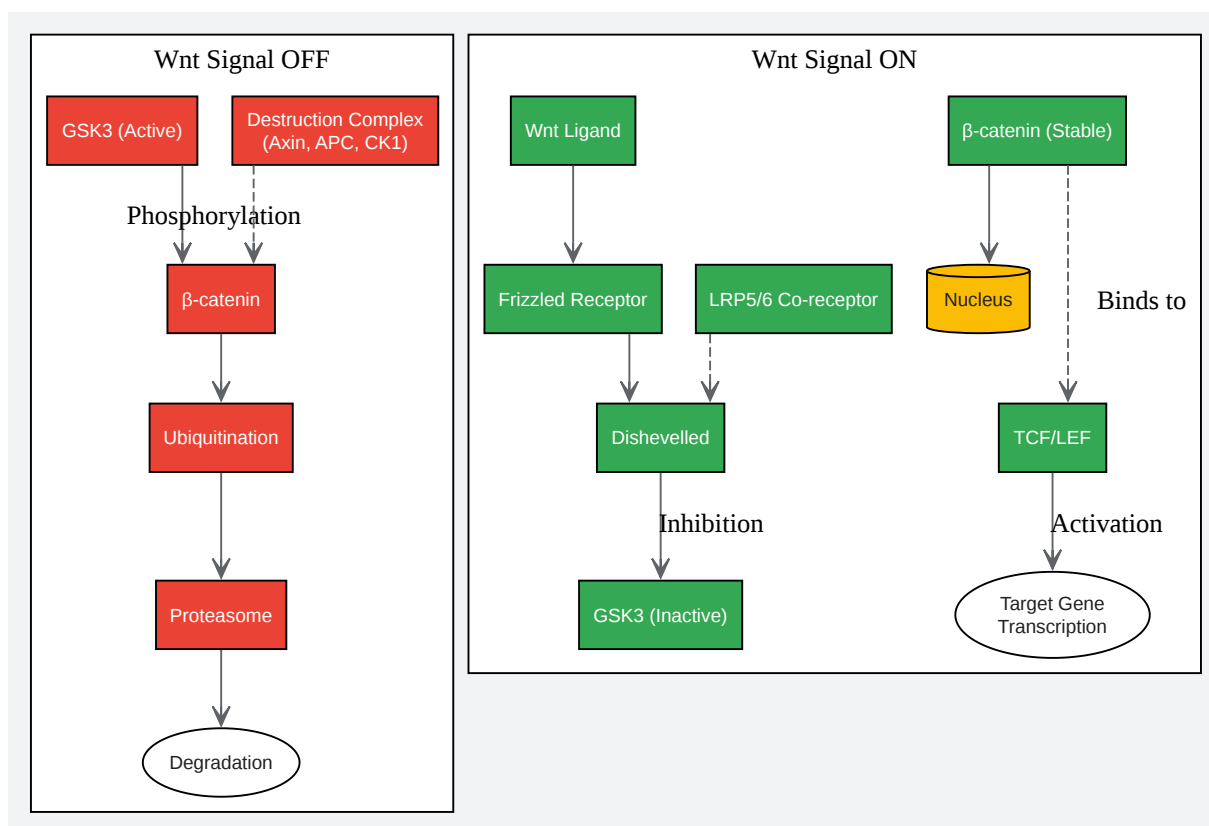 Wnt Signal OFF
GSK3 (Active)
Destruction Complex
(Axin, APC, CK1)
Phosphorylation
β-catenin
Ubiquitination
Proteasome
Degradation
Wnt Signal ON
Wnt Ligand
β-catenin (Stable)
Frizzled Receptor
LRP5/6 Co-receptor
Nucleus
Binds to
Dishevelled
TCF/LEF
Inhibition
Activation
GSK3 (Inactive)
Target Gene
Transcription